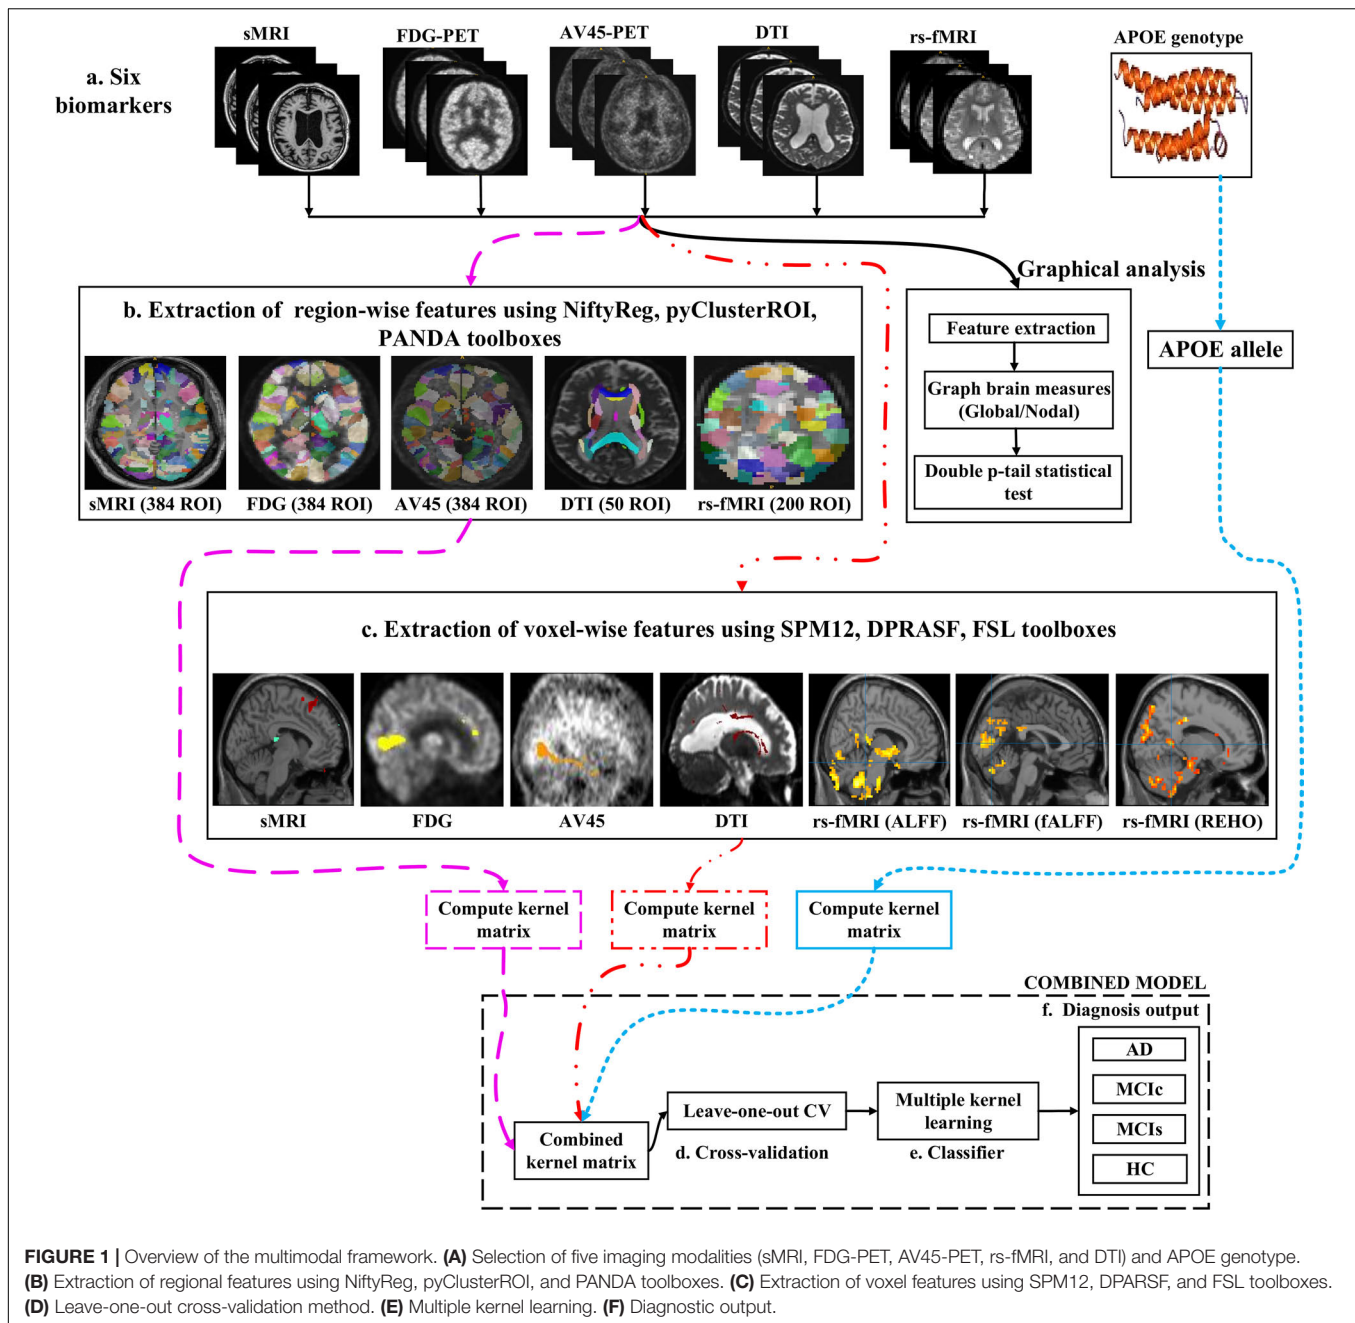 sMRI
FDG-PET
AV45-PET
DTI
rs-fMRI
APOE genotype
a. Six
biomarkers
Graphical analysis
b. Extraction of region-wise features using NiftyReg, pyClusterROI,
PANDA toolboxes
sMRI (384 ROI)
FDG (384 ROI)
AV45 (384 ROI)
DTI (50 ROI)
rs-fMRI (200 ROI)
Feature extraction
Graph brain measures
(Global/Nodal)
Double p-tail statistical
test
APOE allele
c. Extraction of voxel-wise features using SPM12, DPRASF, FSL toolboxes
sMRI
FDG
AV45
DTI
rs-fMRI (ALFF)
rs-fMRI (fALFF)
rs-fMRI (REHO)
Compute kernel
matrix
Compute kernel
matrix
Compute kernel
matrix
COMBINED MODEL
f. Diagnosis output
AD
MCIc
MCIs
HC
Combined
kernel matrix
Leave-one-out CV
d. Cross-validation
Multiple kernel
learning
e. Classifier
FIGURE 1 | Overview of the multimodal framework. (A) Selection of five imaging modalities (sMRI, FDG-PET, AV45-PET, rs-fMRI, and DTI) and APOE genotype.
(B) Extraction of regional features using NiftyReg, pyClusterROI, and PANDA toolboxes. (C) Extraction of voxel features using SPM12, DPARSF, and FSL toolboxes.
(D) Leave-one-out cross-validation method. (E) Multiple kernel learning. (F) Diagnostic output.